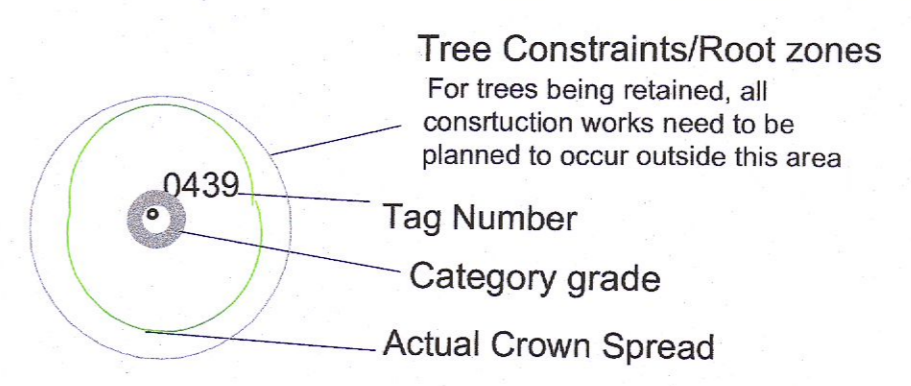 Tree Constraints/Root zones
For trees being retained, all
consrtuction works need to be
planned to occur outside this area
0439
Tag Number
Category grade
Actual Crown Spread